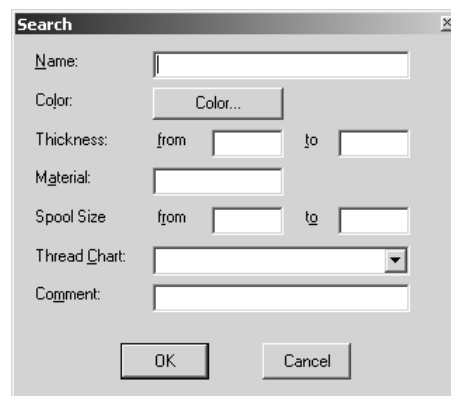 Search
Name:
Color: Color...
Thickness: from to
Material:
Spool Size from to
Thread Chart:
Comment:
OK Cancel